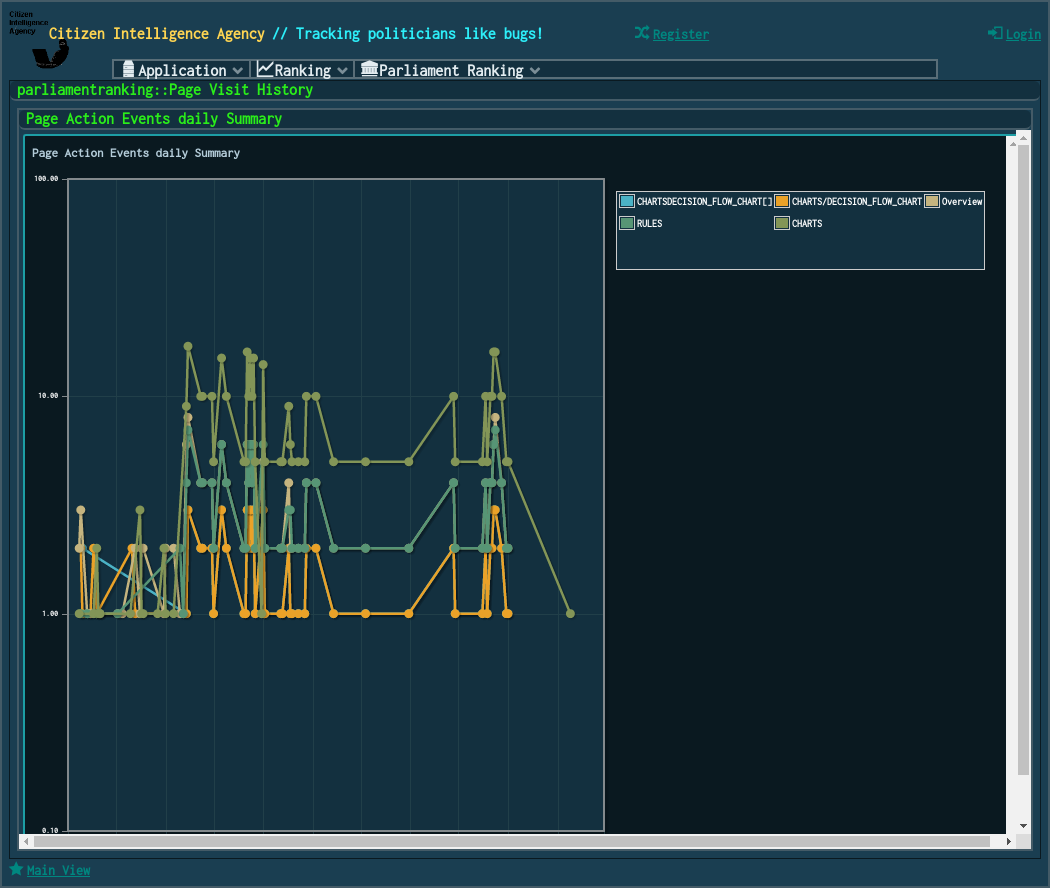 Citizen
Intelligence
Agency
Citizen Intelligence Agency // Tracking politicians like bugs!
Register
Login
Application
Ranking
Parliament Ranking
parliamentranking::Page Visit History
Page Action Events daily Summary
Page Action Events daily Summary
100.00
10.00
1.00
0.10
CHARTSDECISION_FLOW_CHART[]
CHARTS/DECISION_FLOW_CHART
Overview
RULES
CHARTS
Main View